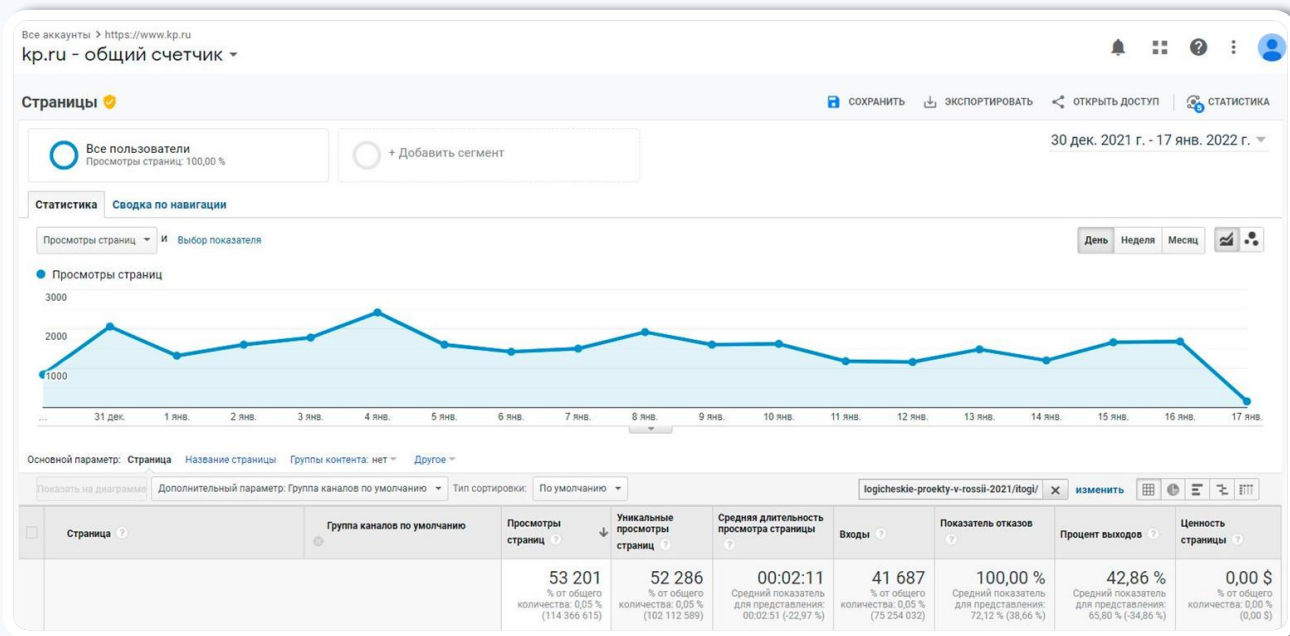 Все аккаунты > https://www.kp.ru
kp.ru - общий счетчик
Страницы
СОХРАНИТЬ ЭКСПОРТИРОВАТЬ ОТКРЫТЬ ДОСТУП СТАТИСТИКА
Все пользователи
Просмотры страниц: 100,00 %
+ Добавить сегмент
30 дек. 2021 г. - 17 янв. 2022 г.
Статистика Сводка по навигации
Просмотры страниц И Выбор показателя
День Неделя Месяц
Просмотры страниц
3000
2000
1000
... 31 дек. 1 янв. 2 янв. 3 янв. 4 янв. 5 янв. 6 янв. 7 янв. 8 янв. 9 янв. 10 янв. 11 янв. 12 янв. 13 янв. 14 янв. 15 янв. 16 янв. 17 янв.
Основной параметр: Страница Название страницы Группы контента: нет Другое
Показать на диаграмме Дополнительный параметр: Группа каналов по умолчанию Тип сортировки: По умолчанию logicheskie-proekty-v-rossii-2021/itogi/ изменить
Страница
Группа каналов по умолчанию
Просмотры страниц
Уникальные просмотры страниц
Средняя длительность просмотра страницы
Входы
Показатель отказов
Процент выходов
Ценность страницы
53 201
% от общего
количества: 0,05 %
(114 366 615)
52 286
% от общего
количества: 0,05 %
(102 112 589)
00:02:11
Средний показатель
для представления:
00:02:51 (-22,97 %)
41 687
% от общего
количества: 0,05 %
(75 254 032)
100,00 %
Средний показатель
для представления:
72,12 % (38,66 %)
42,86 %
Средний показатель
для представления:
65,80 % (-34,86 %)
0,00 $
% от общего
количества: 0,00 %
(0,00 $)